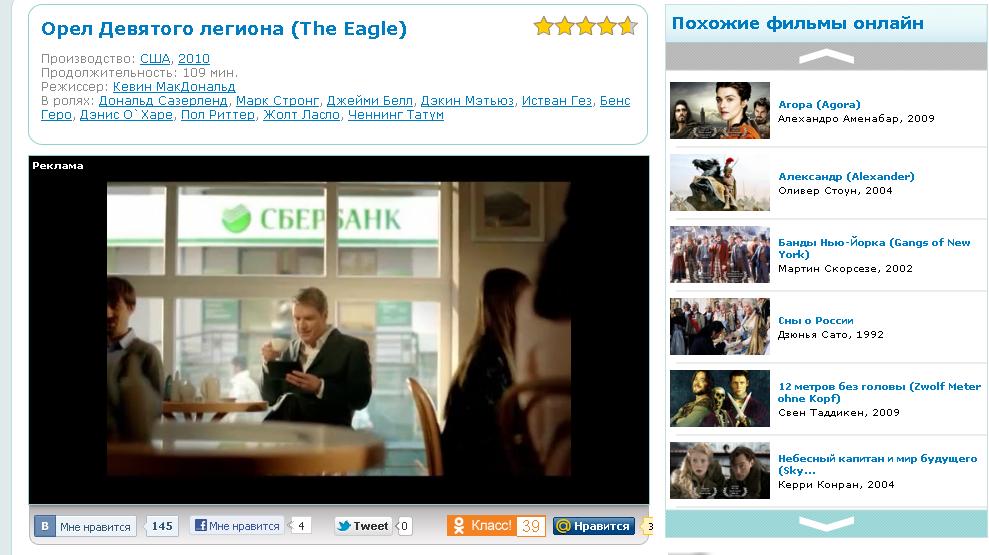 Орел Девятого легиона (The Eagle)
Производство: США, 2010
Продолжительность: 109 мин.
Режиссер: Кевин МакДональд
В ролях: Дональд Сазерленд, Марк Стронг, Джейми Белл, Дэкин Мэтьюз, Истван Гез, Бенс
Геро, Дэнис О`Харе, Пол Риттер, Жолт Ласло, Ченнинг Татум
Реклама
СБЕРБАНК
В Мне нравится 145
f Мне нравится 4
Tweet 0
Класс! 39
@ Нравится 3
Похожие фильмы онлайн
Агора (Agora)
Алехандро Аменабар, 2009
Александр (Alexander)
Оливер Стоун, 2004
Банды Нью-Йорка (Gangs of New
York)
Мартин Скорсезе, 2002
Сны о России
Дзюнья Сато, 1992
12 метров без головы (Zwolf Meter
ohne Kopf)
Свен Таддикен, 2009
Небесный капитан и мир будущего
(Sky...
Керри Конран, 2004